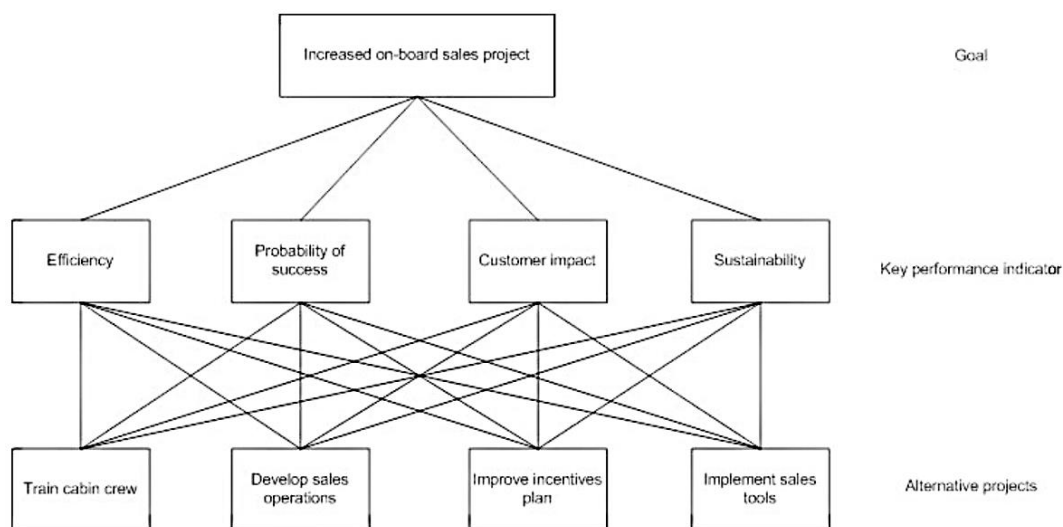 Increased on-board sales project
Goal
Efficiency
Probability of
success
Customer impact
Sustainability
Key performance indicator
Train cabin crew
Develop sales
operations
Improve incentives
plan
Implement sales
tools
Alternative projects